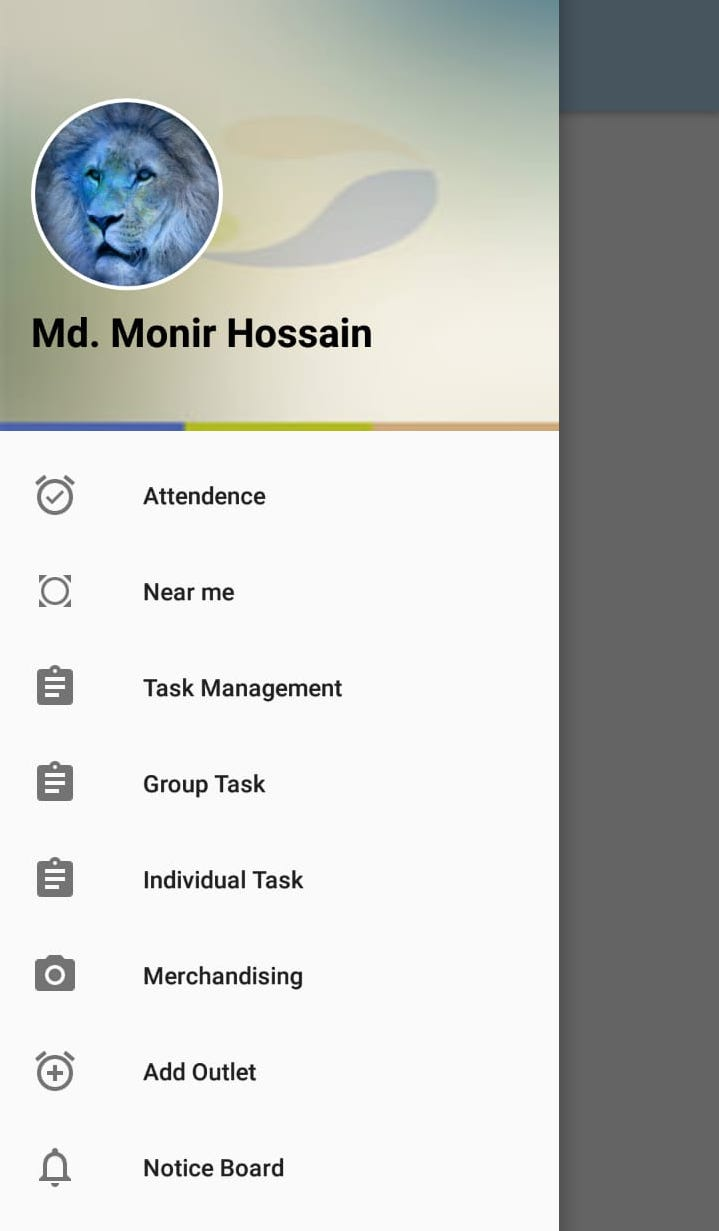 Md. Monir Hossain
Attendence
Near me
Task Management
Group Task
Individual Task
Merchandising
Add Outlet
Notice Board